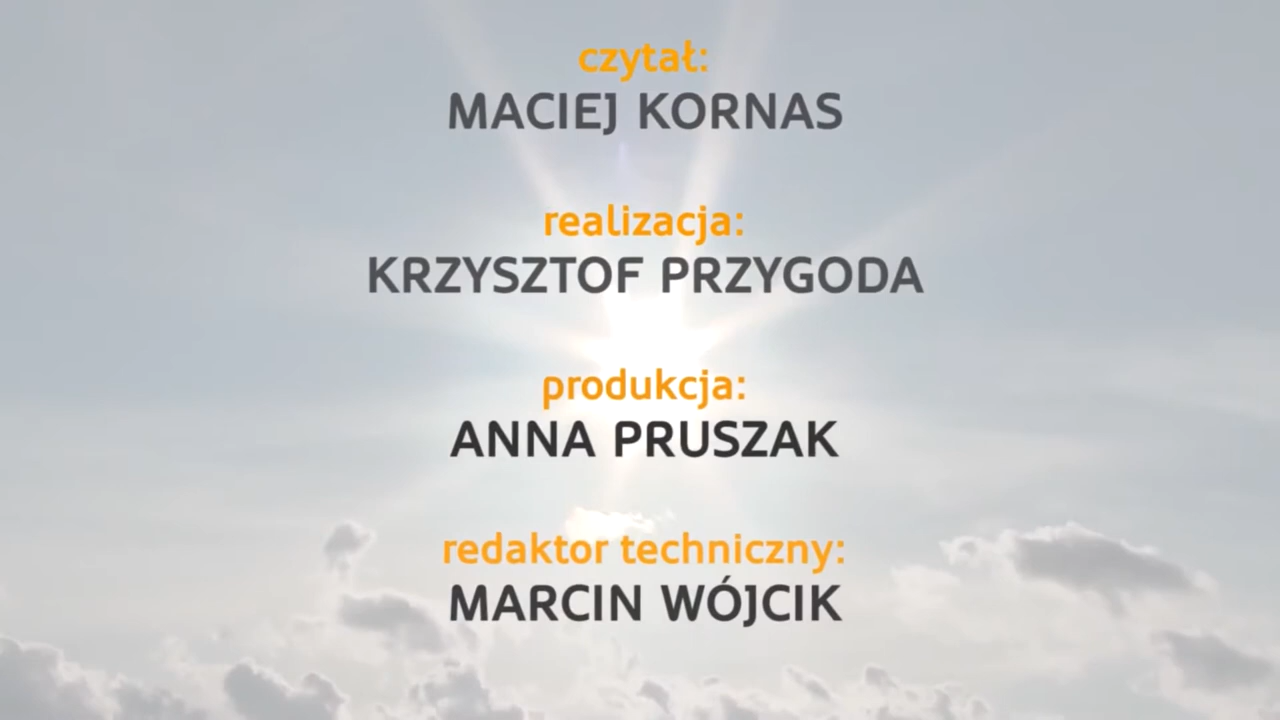 czytał:
MACIEJ KORNAS
realizacja:
KRZYSZTOF PRZYGODA
produkcja:
ANNA PRUSZAK
redaktor techniczny:
MARCIN WÓJCIK